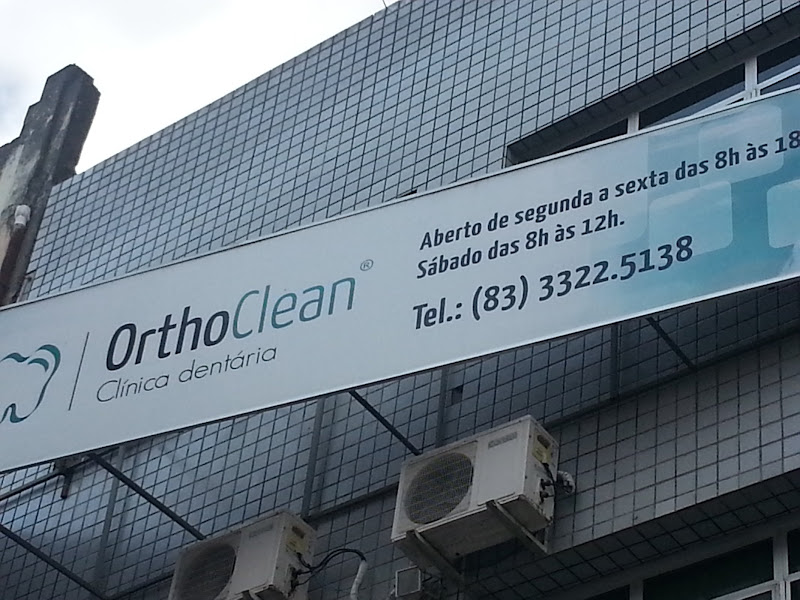 OrthoClean®
Clínica dentária
Aberto de segunda a sexta das 8h às 18
Sábado das 8h às 12h.
Tel.: (83) 3322.5138